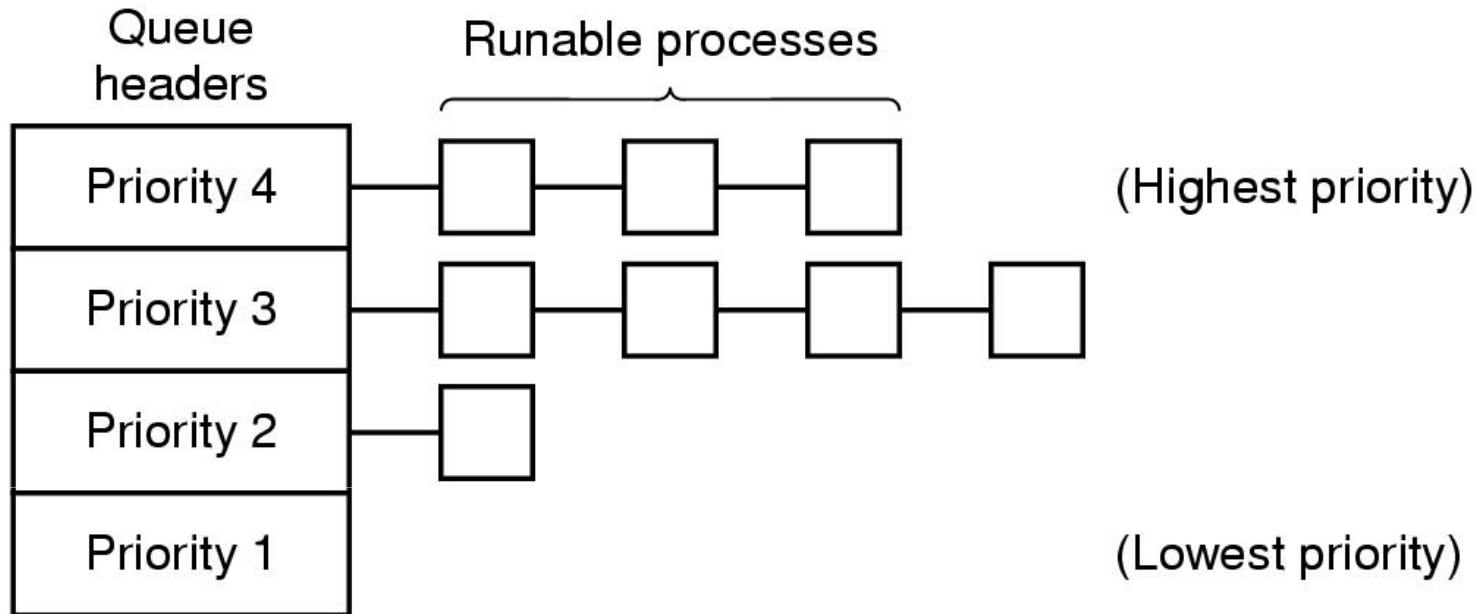 Queue
headers
Runable processes
Priority 4
(Highest priority)
Priority 3
Priority 2
Priority 1
(Lowest priority)